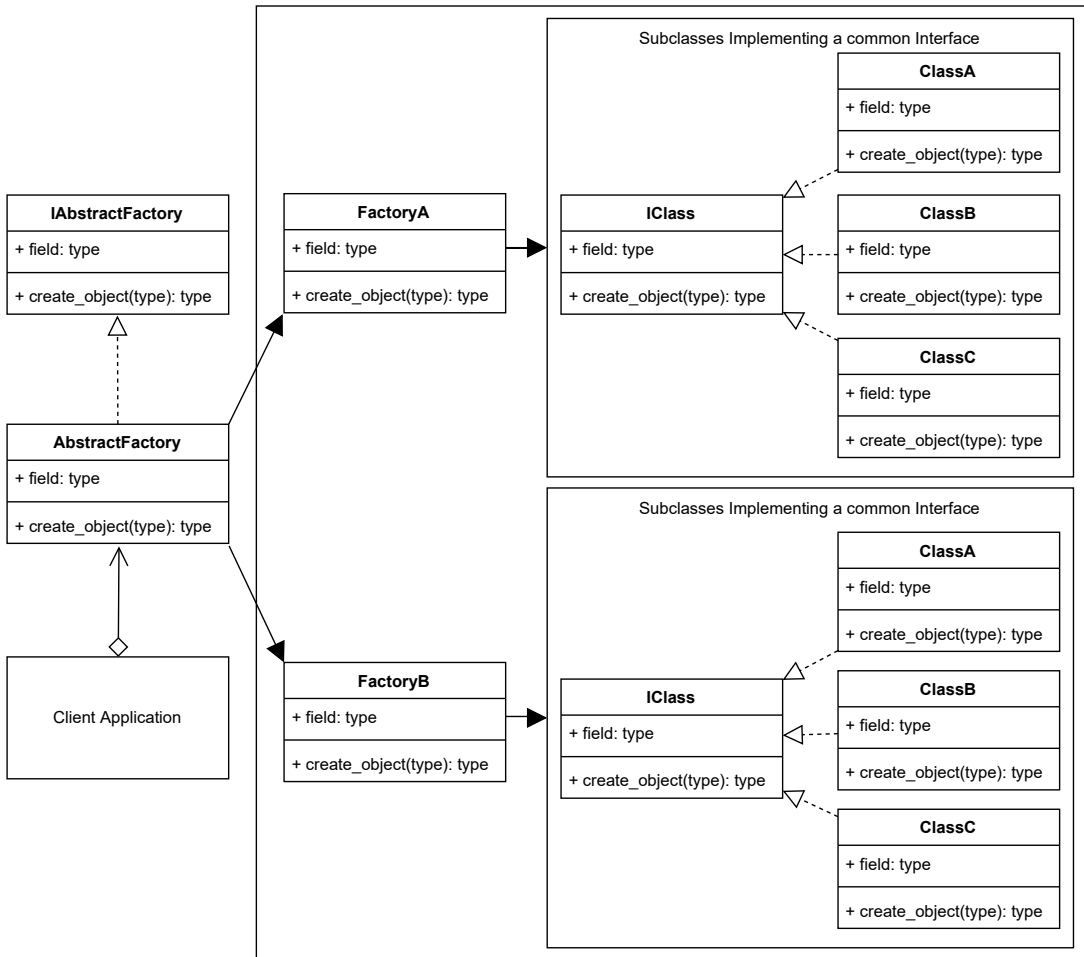 Subclasses Implementing a common Interface
ClassA
+ field: type
+ create_object(type): type
IAbstractFactory
+ field: type
+ create_object(type): type
FactoryA
+ field: type
+ create_object(type): type
IClass
+ field: type
+ create_object(type): type
ClassB
+ field: type
+ create_object(type): type
ClassC
+ field: type
+ create_object(type): type
AbstractFactory
+ field: type
+ create_object(type): type
Subclasses Implementing a common Interface
ClassA
+ field: type
+ create_object(type): type
Client Application
FactoryB
+ field: type
+ create_object(type): type
IClass
+ field: type
+ create_object(type): type
ClassB
+ field: type
+ create_object(type): type
ClassC
+ field: type
+ create_object(type): type